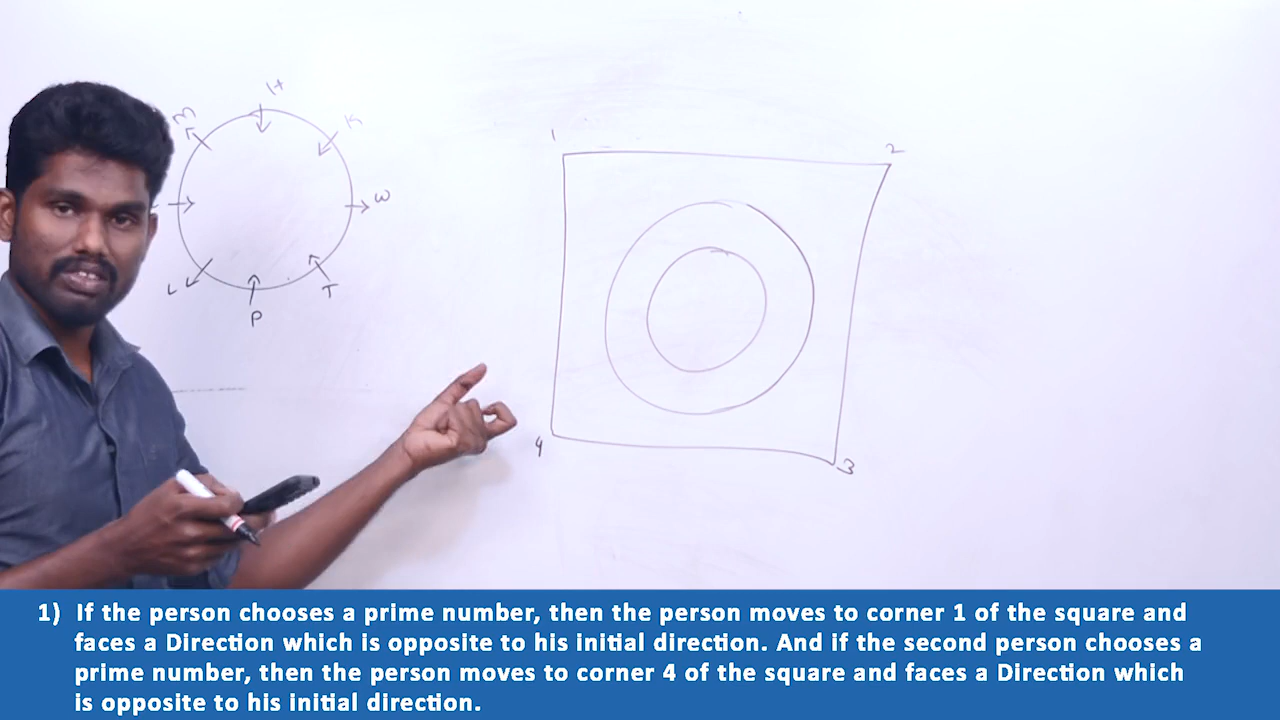 H
M
K
W
L
T
P
1
2
4
3
1) If the person chooses a prime number, then the person moves to corner 1 of the square and
faces a Direction which is opposite to his initial direction. And if the second person chooses a
prime number, then the person moves to corner 4 of the square and faces a Direction which
is opposite to his initial direction.